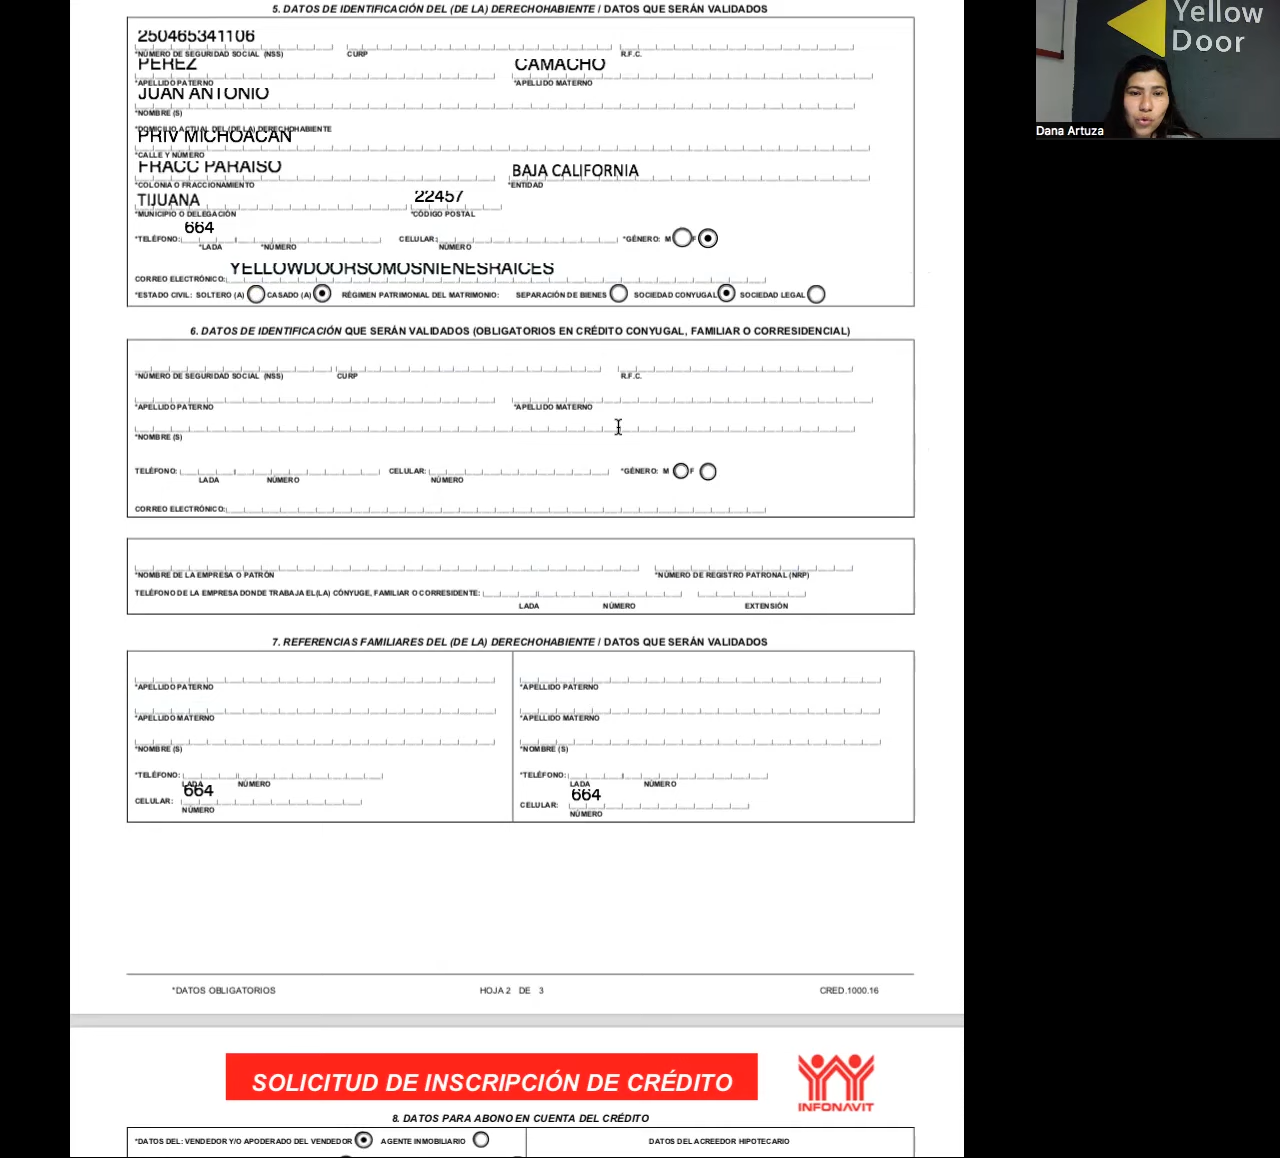 5. DATOS DE IDENTIFICACIÓN DEL (DE LA) DERECHOHABIENTE / DATOS QUE SERÁN VALIDADOS
Yellow
Door
Dana Artuza
250465341106
*NÚMERO DE SEGURIDAD SOCIAL (NSS) CURP R.F.C.
PEREZ CAMACHO
*APELLIDO PATERNO *APELLIDO MATERNO
JUAN ANTONIO
*NOMBRE (S)
*DOMICILIO ACTUAL DEL (DE LA) DERECHOHABIENTE
PRIV MICHOACAN
*CALLE Y NÚMERO
FRACC PARAISO BAJA CALIFORNIA
*COLONIA O FRACCIONAMIENTO *ENTIDAD
TIJUANA 22457
*MUNICIPIO O DELEGACIÓN *CÓDIGO POSTAL
664
*TELÉFONO: CELULAR: *GÉNERO: M F
*LADA *NÚMERO NÚMERO
YELLOWDOORSOMOSNIENESRAICES
CORREO ELECTRÓNICO:
*ESTADO CIVIL: SOLTERO (A) CASADO (A) RÉGIMEN PATRIMONIAL DEL MATRIMONIO: SEPARACIÓN DE BIENES SOCIEDAD CONYUGAL SOCIEDAD LEGAL
6. DATOS DE IDENTIFICACIÓN QUE SERÁN VALIDADOS (OBLIGATORIOS EN CRÉDITO CONYUGAL, FAMILIAR O CORRESIDENCIAL)
*NÚMERO DE SEGURIDAD SOCIAL (NSS) CURP R.F.C.
*APELLIDO PATERNO *APELLIDO MATERNO
*NOMBRE (S)
TELÉFONO: CELULAR: *GÉNERO: M F
LADA NÚMERO NÚMERO
CORREO ELECTRÓNICO:
*NOMBRE DE LA EMPRESA O PATRÓN *NÚMERO DE REGISTRO PATRONAL (NRP)
TELÉFONO DE LA EMPRESA DONDE TRABAJA EL(LA) CÓNYUGE, FAMILIAR O CORRESIDENTE:
LADA NÚMERO EXTENSIÓN
7. REFERENCIAS FAMILIARES DEL (DE LA) DERECHOHABIENTE / DATOS QUE SERÁN VALIDADOS
*APELLIDO PATERNO *APELLIDO PATERNO
*APELLIDO MATERNO *APELLIDO MATERNO
*NOMBRE (S) *NOMBRE (S)
*TELÉFONO: *TELÉFONO:
LADA NÚMERO LADA NÚMERO
664 664
CELULAR: CELULAR:
NÚMERO NÚMERO
*DATOS OBLIGATORIOS HOJA 2 DE 3 CRED.1000.16
SOLICITUD DE INSCRIPCIÓN DE CRÉDITO
INFONAVIT
8. DATOS PARA ABONO EN CUENTA DEL CRÉDITO
*DATOS DEL: VENDEDOR Y/O APODERADO DEL VENDEDOR AGENTE INMOBILIARIO DATOS DEL ACREEDOR HIPOTECARIO